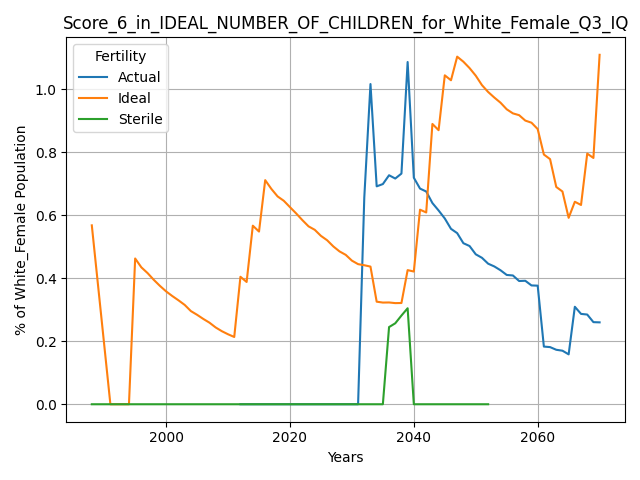 Score_6_in_IDEAL_NUMBER_OF_CHILDREN_for_White_Female_Q3_IQ
Fertility
Actual
Ideal
Sterile
% of White_Female Population
1.0
0.8
0.6
0.4
0.2
0.0
2000 2020 2040 2060
Years